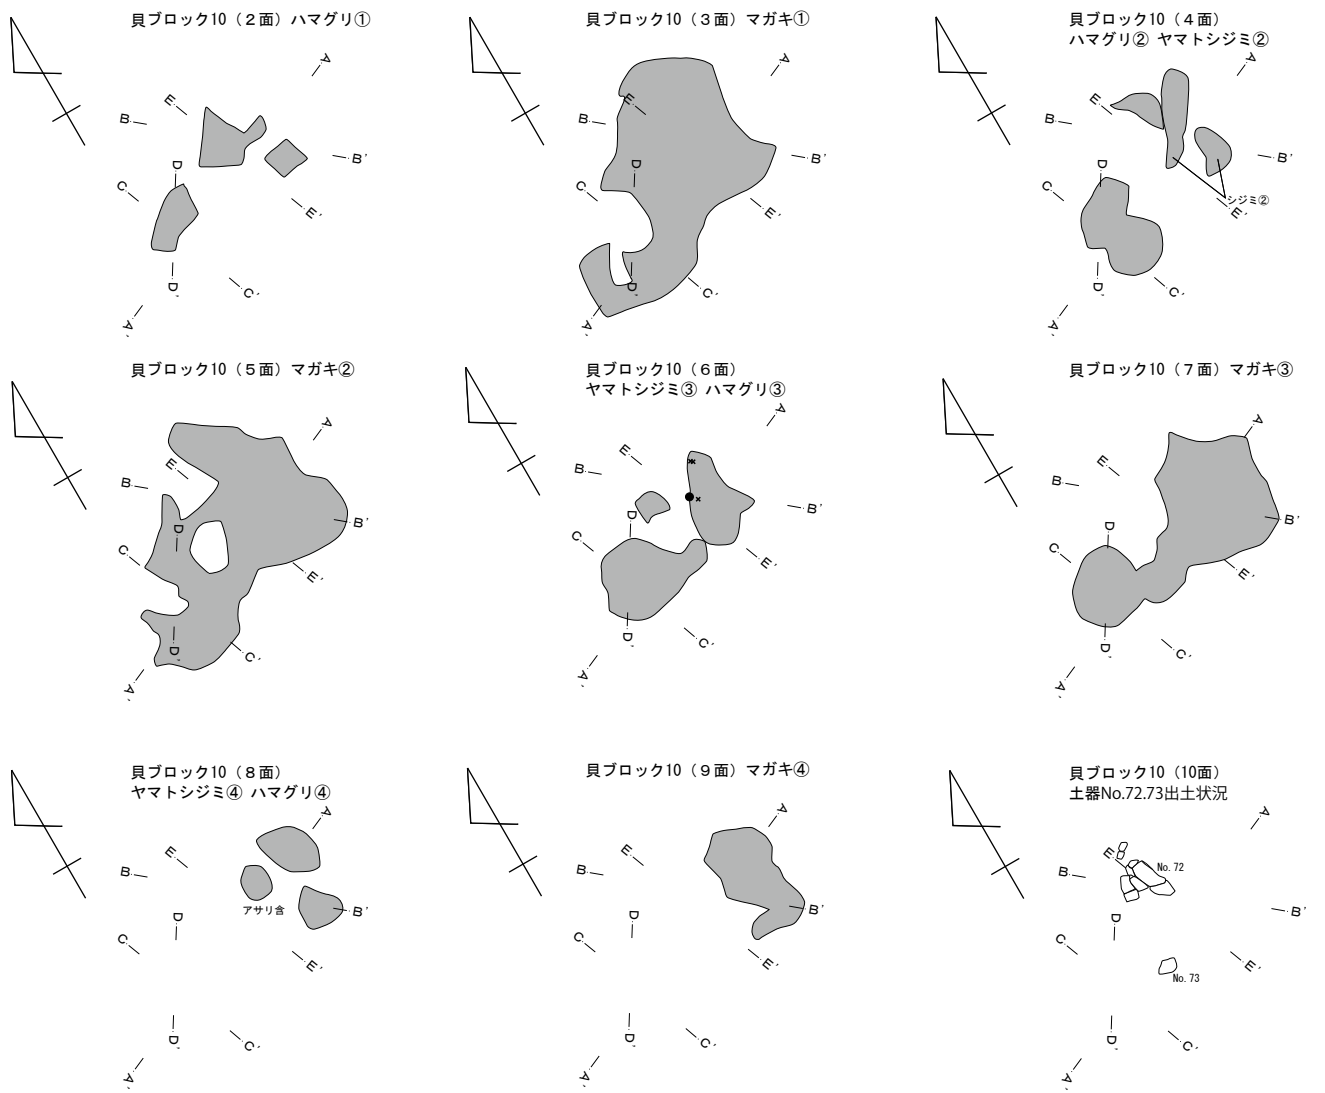 貝ブロック10（２面）ハマグリ①
A
E
B
B'
D
C
E'
D'
C'
A'
貝ブロック10（３面）マガキ①
A
E
B
B'
D
C
E'
D'
C'
A'
貝ブロック10（４面）
ハマグリ② ヤマトシジミ②
A
E
B
B'
D
C
シジミ②
E'
D'
C'
A'
貝ブロック10（５面）マガキ②
A
E
B
B'
D
C
E'
D'
C'
A'
貝ブロック10（６面）
ヤマトシジミ③ ハマグリ③
A
E
B
B'
D
C
E'
D'
C'
A'
貝ブロック10（７面）マガキ③
A
E
B
B'
D
C
E'
D'
C'
A'
貝ブロック10（８面）
ヤマトシジミ④ ハマグリ④
A
E
B
アサリ含
B'
D
C
E'
D'
C'
A'
貝ブロック10（９面）マガキ④
A
E
B
B'
D
C
E'
D'
C'
A'
貝ブロック10（10面）
土器No.72.73出土状況
A
E
No. 72
B
B'
D
C
E'
No. 73
D'
C'
A'